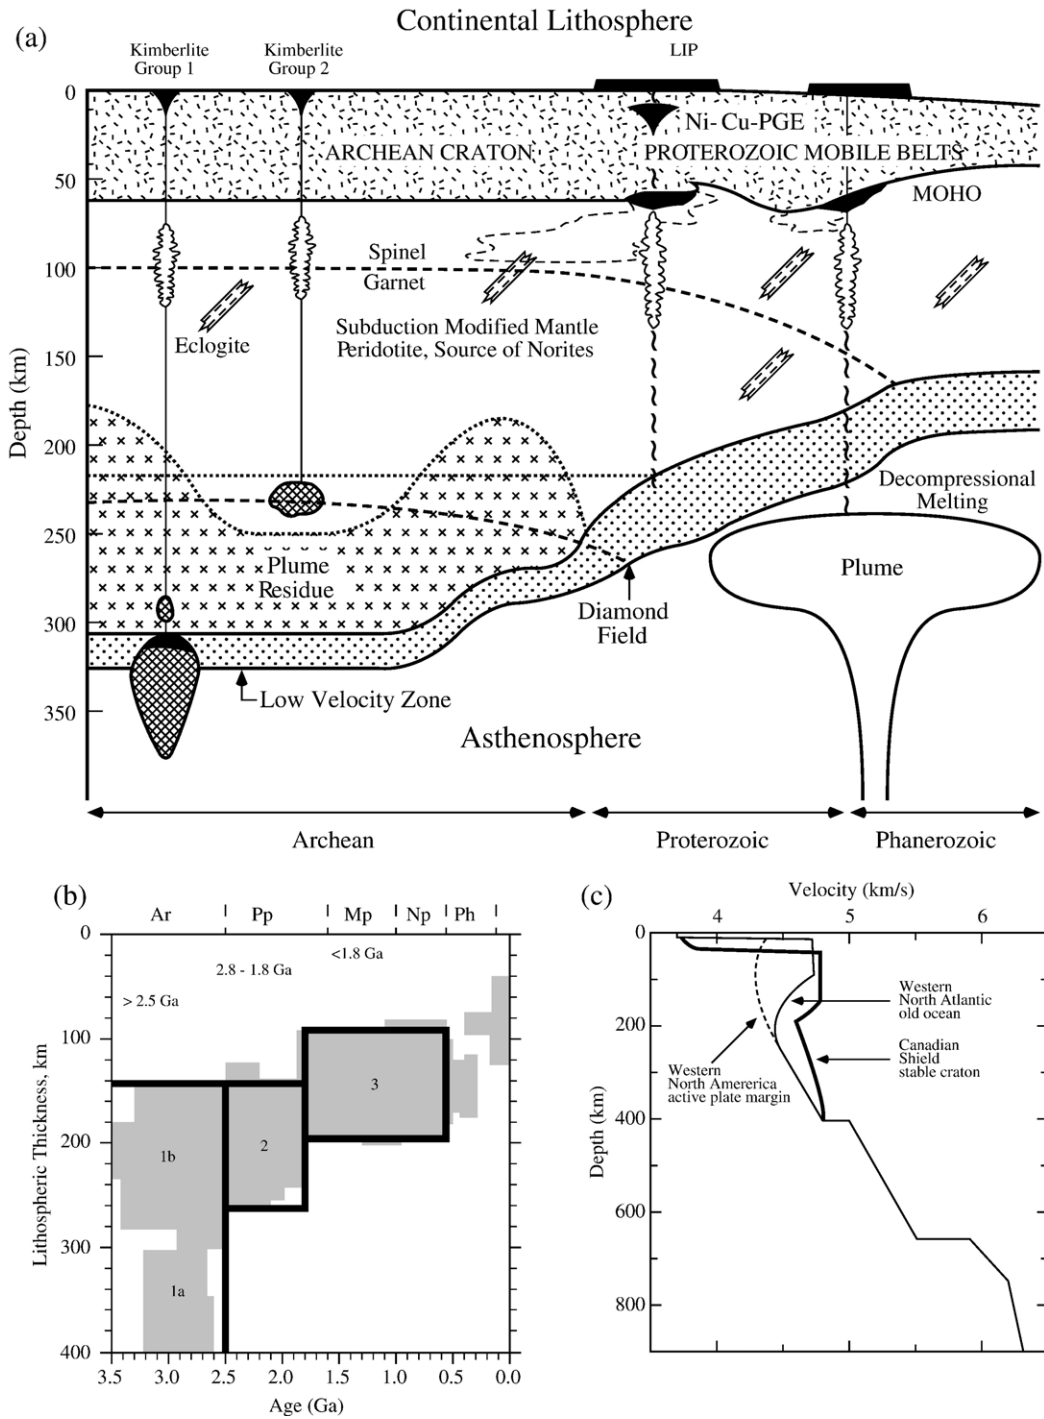 Continental Lithosphere
(a)
Kimberlite
Group 1
Kimberlite
Group 2
LIP
0
50
100
150
200
250
300
350
Depth (km)
Ni-Cu-PGE
ARCHEAN CRATON
PROTEROZOIC MOBILE BELTS
MOHO
Spinel
Garnet
Eclogite
Subduction Modified Mantle
Peridotite, Source of Norites
Decompressional
Melting
Plume
Residue
Plume
Diamond
Field
Low Velocity Zone
Asthenosphere
Archean
Proterozoic
Phanerozoic
(b)
Ar
Pp
Mp
Np
Ph
<1.8 Ga
2.8 - 1.8 Ga
> 2.5 Ga
0
100
200
300
400
Lithospheric Thickness, km
1b
1a
2
3
3.5 3.0 2.5 2.0 1.5 1.0 0.5 0.0
Age (Ga)
(c)
Velocity (km/s)
4 5 6
0
200
400
600
800
Depth (km)
Western
North Atlantic
old ocean
Canadian
Shield
stable craton
Western
North Amererica
active plate margin